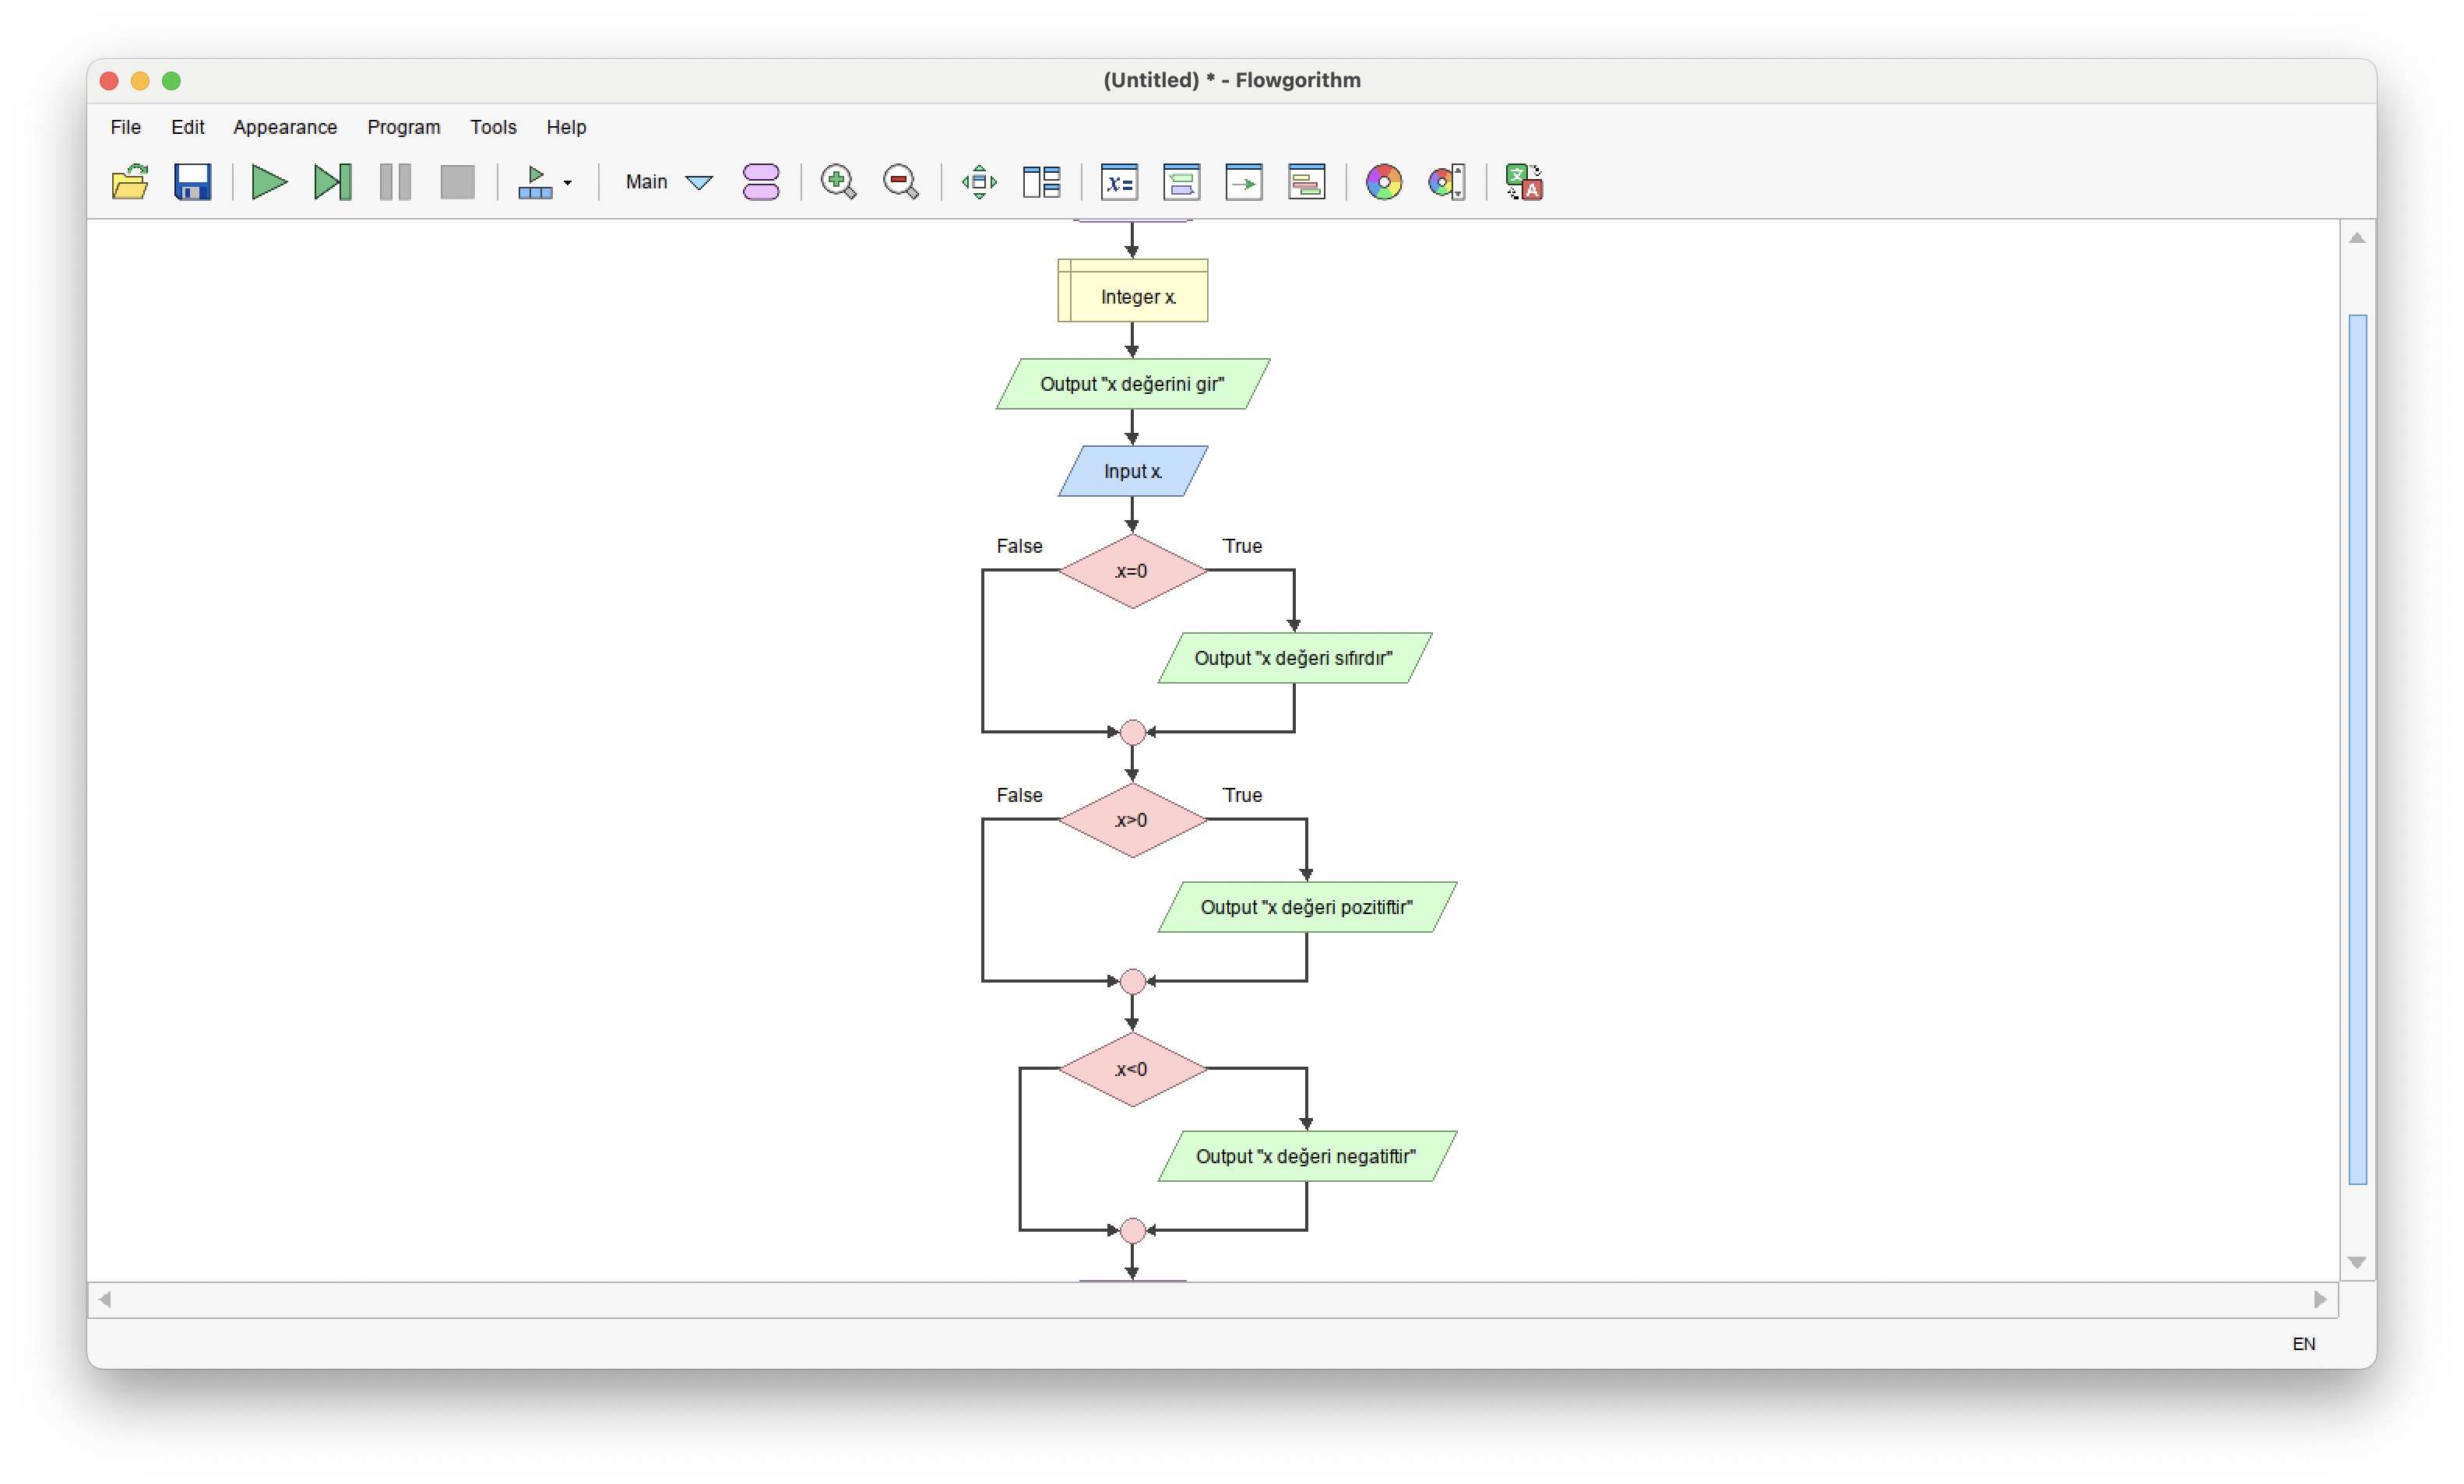 (Untitled) * - Flowgorithm
File Edit Appearance Program Tools Help
Main
x=
文 A
Integer x
Output "x değerini gir"
Input x
False True
x=0
Output "x değeri sıfırdır"
False True
x>0
Output "x değeri pozitiftir"
x<0
Output "x değeri negatiftir"
EN